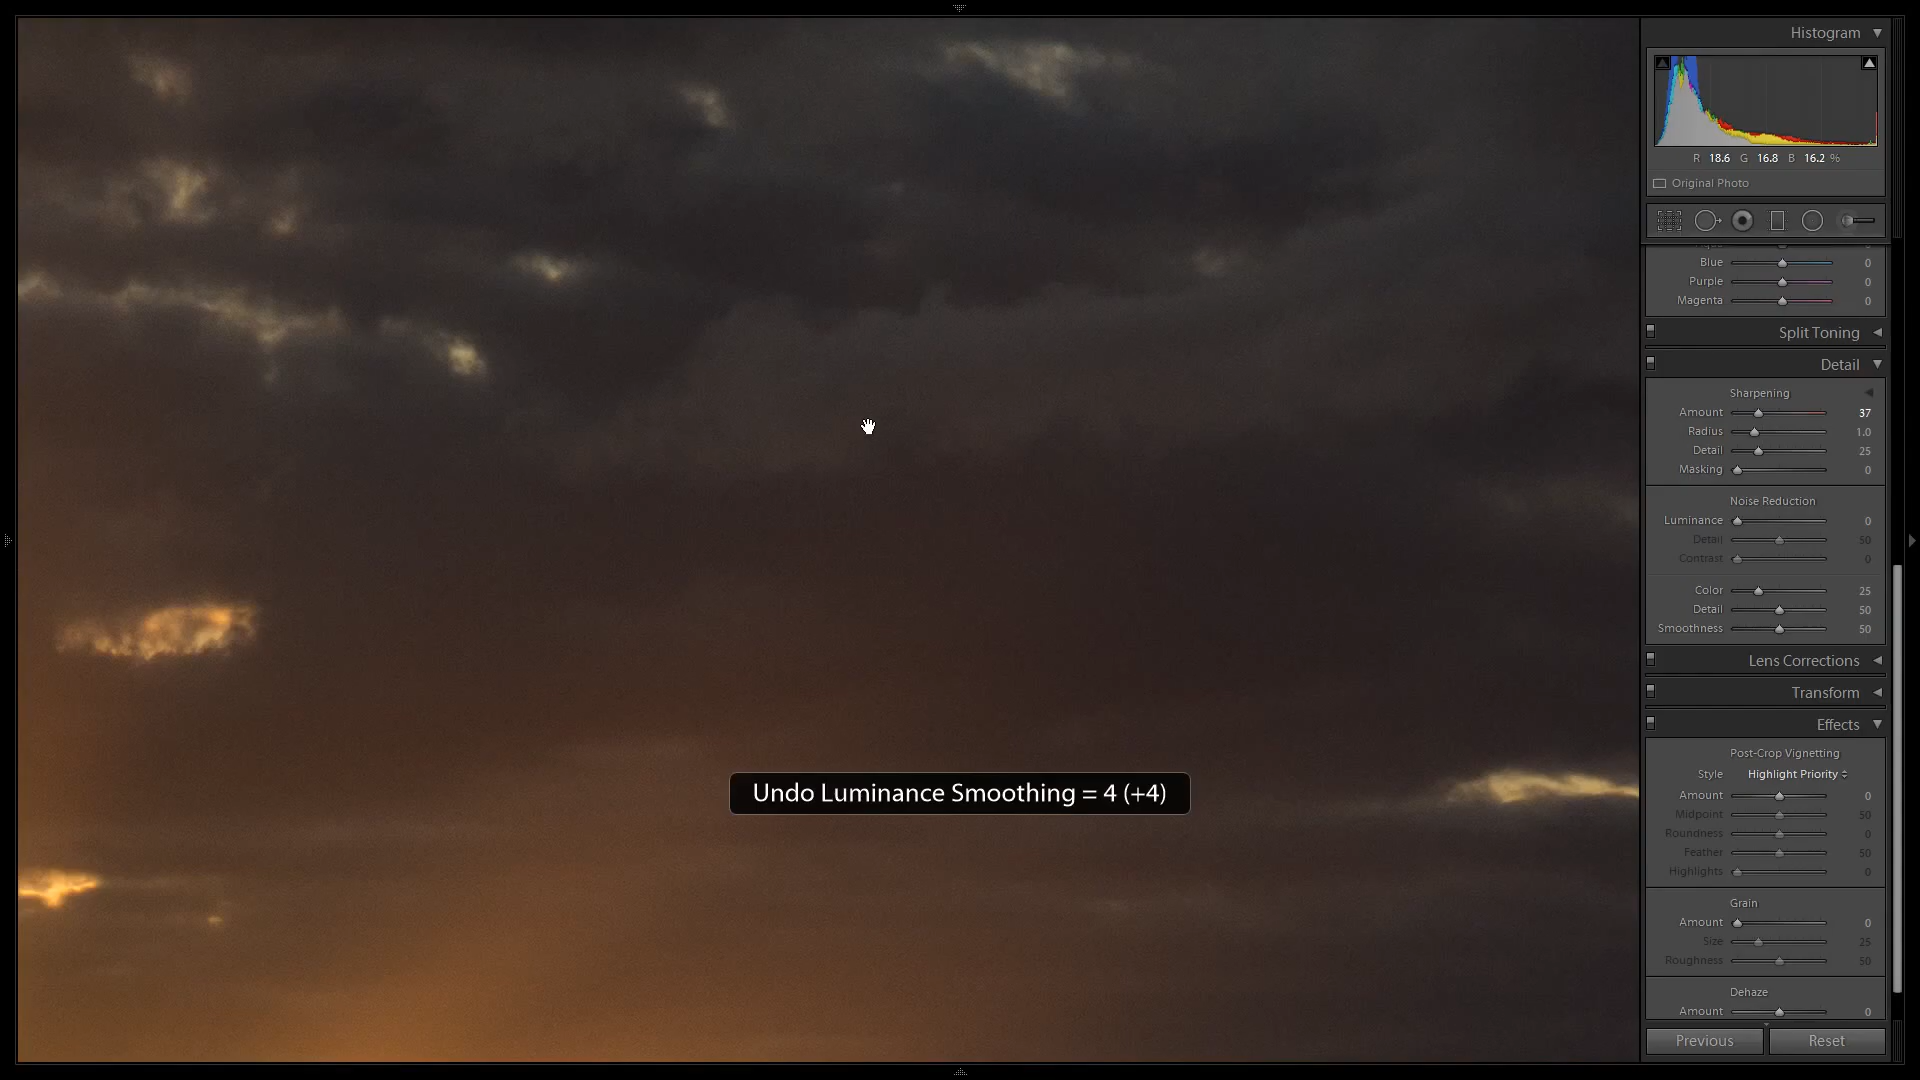 Histogram
R 18.6 G 16.8 B 16.2 %
Original Photo
Aqua 0
Blue 0
Purple 0
Magenta 0
Split Toning
Detail
Sharpening
Amount 37
Radius 1.0
Detail 25
Masking 0
Noise Reduction
Luminance 0
Detail 50
Contrast 0
Color 25
Detail 50
Smoothness 50
Lens Corrections
Transform
Effects
Post-Crop Vignetting
Style Highlight Priority
Amount 0
Midpoint 50
Roundness 0
Feather 50
Highlights 0
Grain
Amount 0
Size 25
Roughness 50
Dehaze
Amount 0
Previous Reset
Undo Luminance Smoothing = 4 (+4)